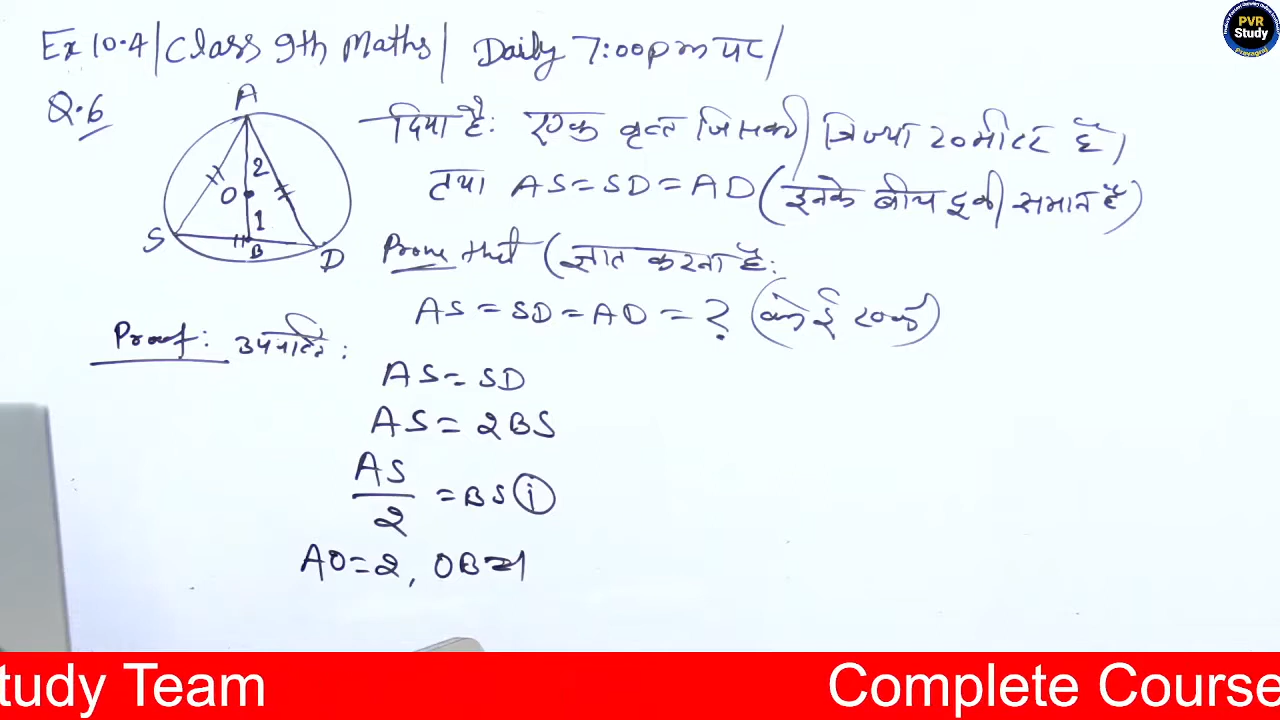 Ex 10.4 | Class 9th Maths | Daily 7:00pm पर |
PVR
Study
Q.6
A
2
O
1
S
B
D
दिया है: एक वृत्त जिसकी त्रिज्या 20 मीटर है।
तथा AS = SD = AD (इनके बीच दूरी समान है)
Prove that (ज्ञात करना है:
AS = SD = AD = ?
Proof: उपपत्ति:
AS = SD
AS = 2BS
AS/2 = BS (i)
AO = 2, OB = 1
tudy Team
Complete Course